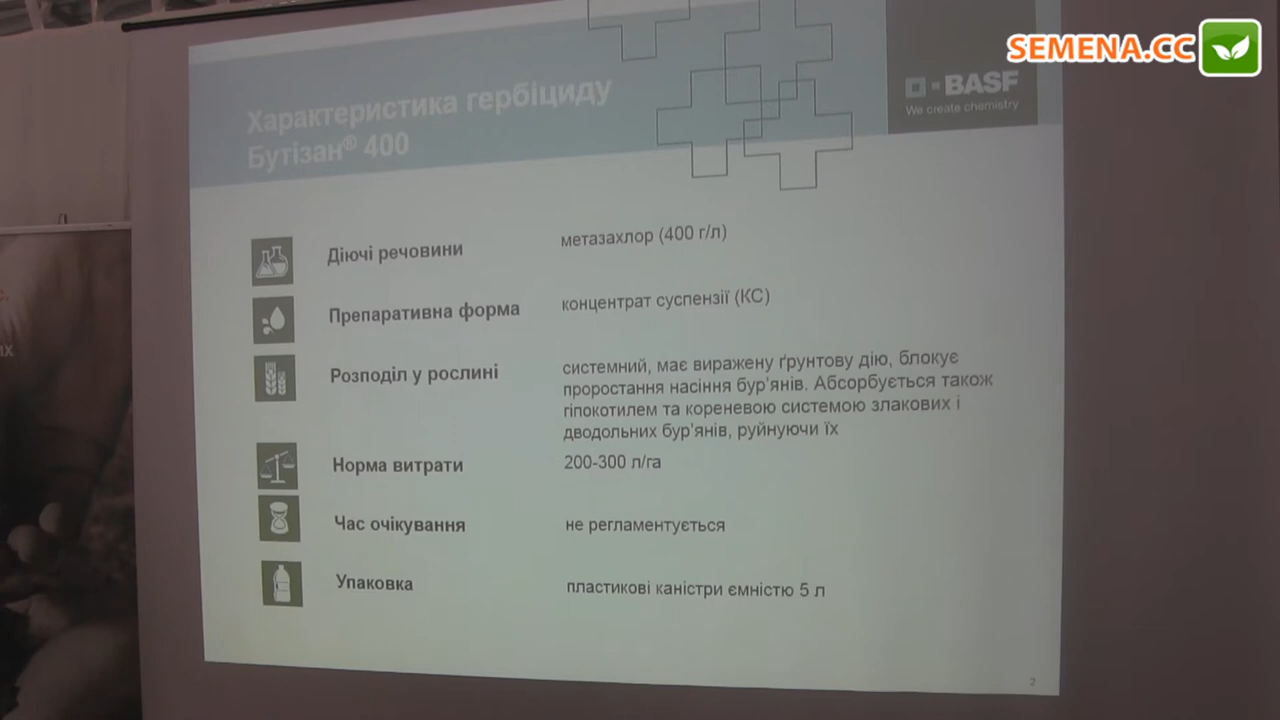 SEMENA.CC
Характеристика гербіциду
Бутізан® 400
BASF
We create chemistry
Діючі речовини
метазахлор (400 г/л)
Препаративна форма
концентрат суспензії (КС)
Розподіл у рослині
системний, має виражену ґрунтову дію, блокує
проростання насіння бур'янів. Абсорбується також
гіпокотилем та кореневою системою злакових і
дводольних бур'янів, руйнуючи їх
Норма витрати
200-300 л/га
Час очікування
не регламентується
Упаковка
пластикові каністри ємністю 5 л
2